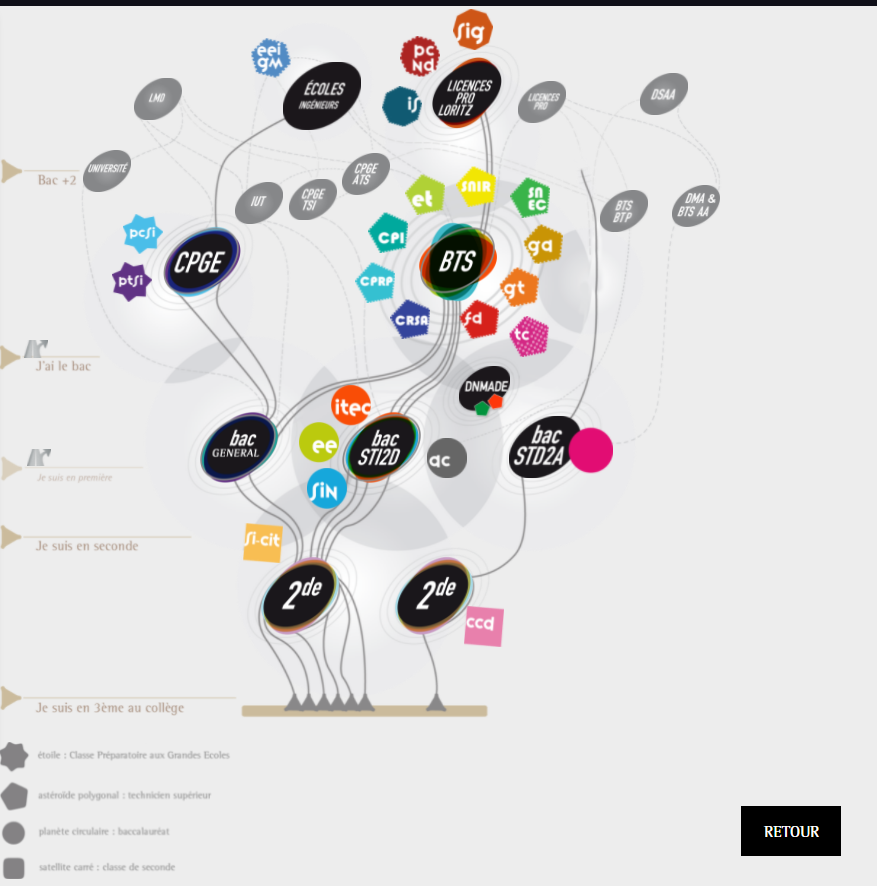 sig
eei
gm
pc
nd
ÉCOLES
INGÉNIEURS
LICENCES
PRO
LORITZ
is
LMD
LICENCES
PRO
DSAA
UNIVERSITÉ
Bac +2
IUT
CPGE
TSI
CPGE
ATS
et
SNIR
SN
EC
BTS
BTP
DMA &
BTS AA
pcsi
ptsi
CPGE
CPI
BTS
ga
CPRP
gt
CRSA
fd
tc
J'ai le bac
DNMADE
itec
ee
SIN
bac
GENERAL
bac
STI2D
ac
bac
STD2A
Je suis en première
si-cit
Je suis en seconde
2de
2de
ccd
Je suis en 3ème au collège
étoile : Classe Préparatoire aux Grandes Ecoles
astéroïde polygonal : technicien supérieur
planète circulaire : baccalauréat
satellite carré : classe de seconde
RETOUR